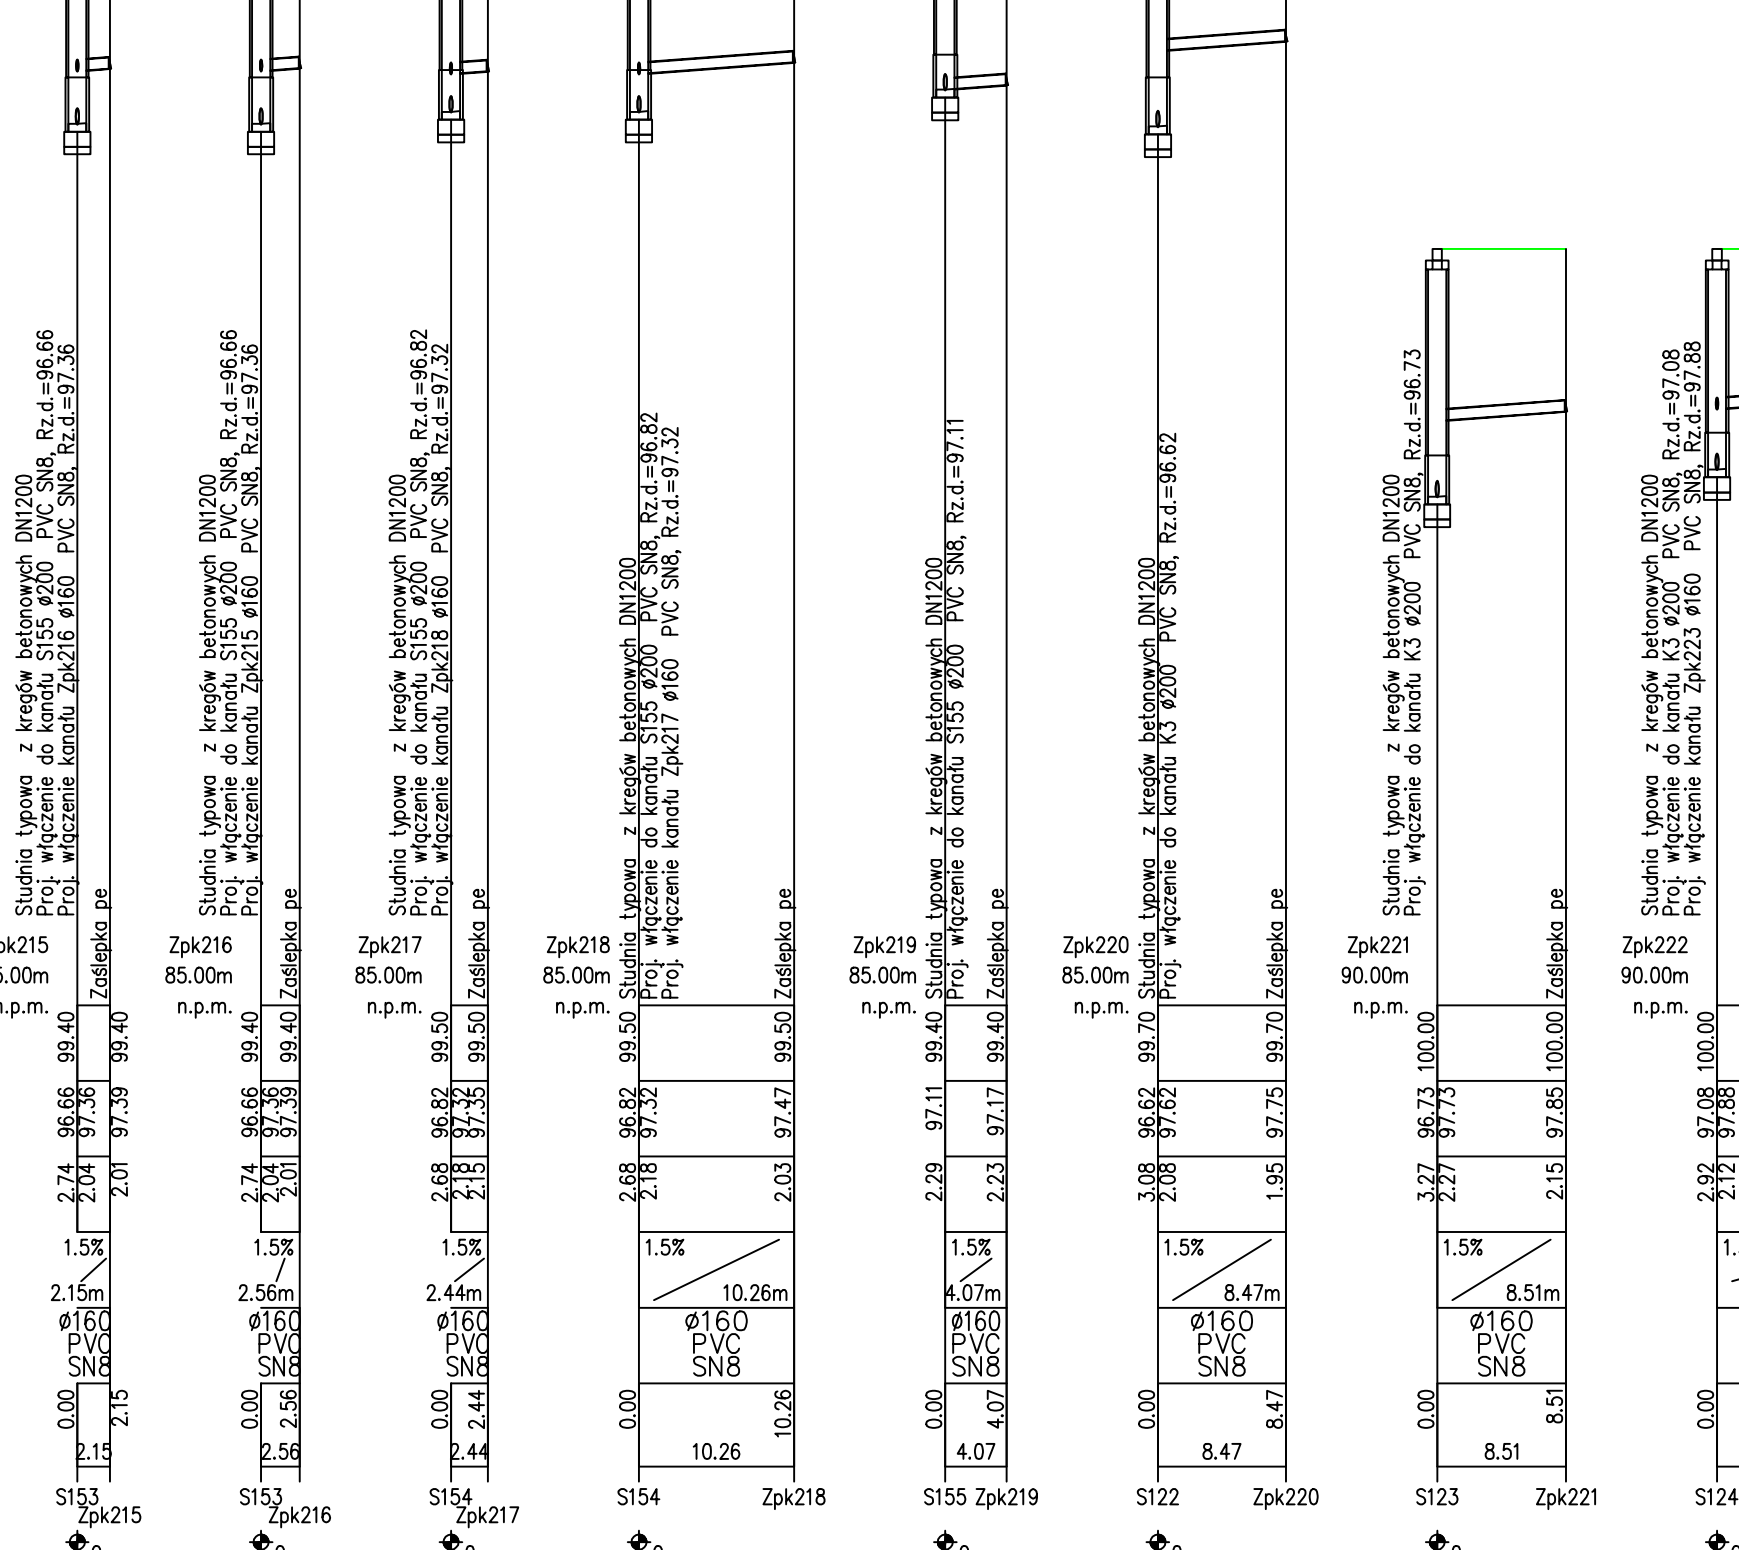 Studnia typowa z kregów betonowych DN1200
Proj. włączenie do kanału S155 ø200 PVC SN8, Rz.d.=96.66
Proj. włączenie kanału Zpk216 ø160 PVC SN8, Rz.d.=97.36
Zaślepka pe
n.p.m.
99.40
99.40
96.66
97.36
97.39
2.74
2.04
2.01
1.5%
2.15m
ø160
PVC
SN8
0.00
2.15
2.15
S153
Zpk215
Studnia typowa z kregów betonowych DN1200
Proj. włączenie do kanału S155 ø200 PVC SN8, Rz.d.=96.66
Proj. włączenie kanału Zpk215 ø160 PVC SN8, Rz.d.=97.36
Zaślepka pe
Zpk216
85.00m
n.p.m.
99.40
99.40
96.66
97.36
97.39
2.74
2.04
2.01
1.5%
2.56m
ø160
PVC
SN8
0.00
2.56
2.56
S153
Zpk216
Studnia typowa z kregów betonowych DN1200
Proj. włączenie do kanału S155 ø200 PVC SN8, Rz.d.=96.82
Proj. włączenie kanału Zpk218 ø160 PVC SN8, Rz.d.=97.32
Zaślepka pe
Zpk217
85.00m
n.p.m.
99.50
99.50
96.82
97.32
97.35
2.68
2.18
2.15
1.5%
2.44m
ø160
PVC
SN8
0.00
2.44
2.44
S154
Zpk217
Studnia typowa z kregów betonowych DN1200
Proj. włączenie do kanału S155 ø200 PVC SN8, Rz.d.=96.82
Proj. włączenie kanału Zpk217 ø160 PVC SN8, Rz.d.=97.32
Zaślepka pe
Zpk218
85.00m
n.p.m.
99.50
99.50
96.82
97.32
97.47
2.68
2.18
2.03
1.5%
10.26m
ø160
PVC
SN8
0.00
10.26
10.26
S154
Zpk218
Studnia typowa z kregów betonowych DN1200
Proj. włączenie do kanału S155 ø200 PVC SN8, Rz.d.=97.11
Zaślepka pe
Zpk219
85.00m
n.p.m.
99.40
99.40
97.11
97.17
2.29
2.23
1.5%
4.07m
ø160
PVC
SN8
0.00
4.07
4.07
S155
Zpk219
Studnia typowa z kregów betonowych DN1200
Proj. włączenie do kanału K3 ø200 PVC SN8, Rz.d.=96.62
Zaślepka pe
Zpk220
85.00m
n.p.m.
99.70
99.70
96.62
97.62
97.75
3.08
2.08
1.95
1.5%
8.47m
ø160
PVC
SN8
0.00
8.47
8.47
S122
Zpk220
Studnia typowa z kregów betonowych DN1200
Proj. włączenie do kanału K3 ø200 PVC SN8, Rz.d.=96.73
Zaślepka pe
Zpk221
90.00m
n.p.m.
100.00
100.00
96.73
97.73
97.85
3.27
2.27
2.15
1.5%
8.51m
ø160
PVC
SN8
0.00
8.51
8.51
S123
Zpk221
Studnia typowa z kregów betonowych DN1200
Proj. włączenie do kanału K3 ø200 PVC SN8, Rz.d.=97.08
Proj. włączenie kanału Zpk223 ø160 PVC SN8, Rz.d.=97.88
Zpk222
90.00m
n.p.m.
100.00
97.08
97.88
2.92
2.12
0.00
S124